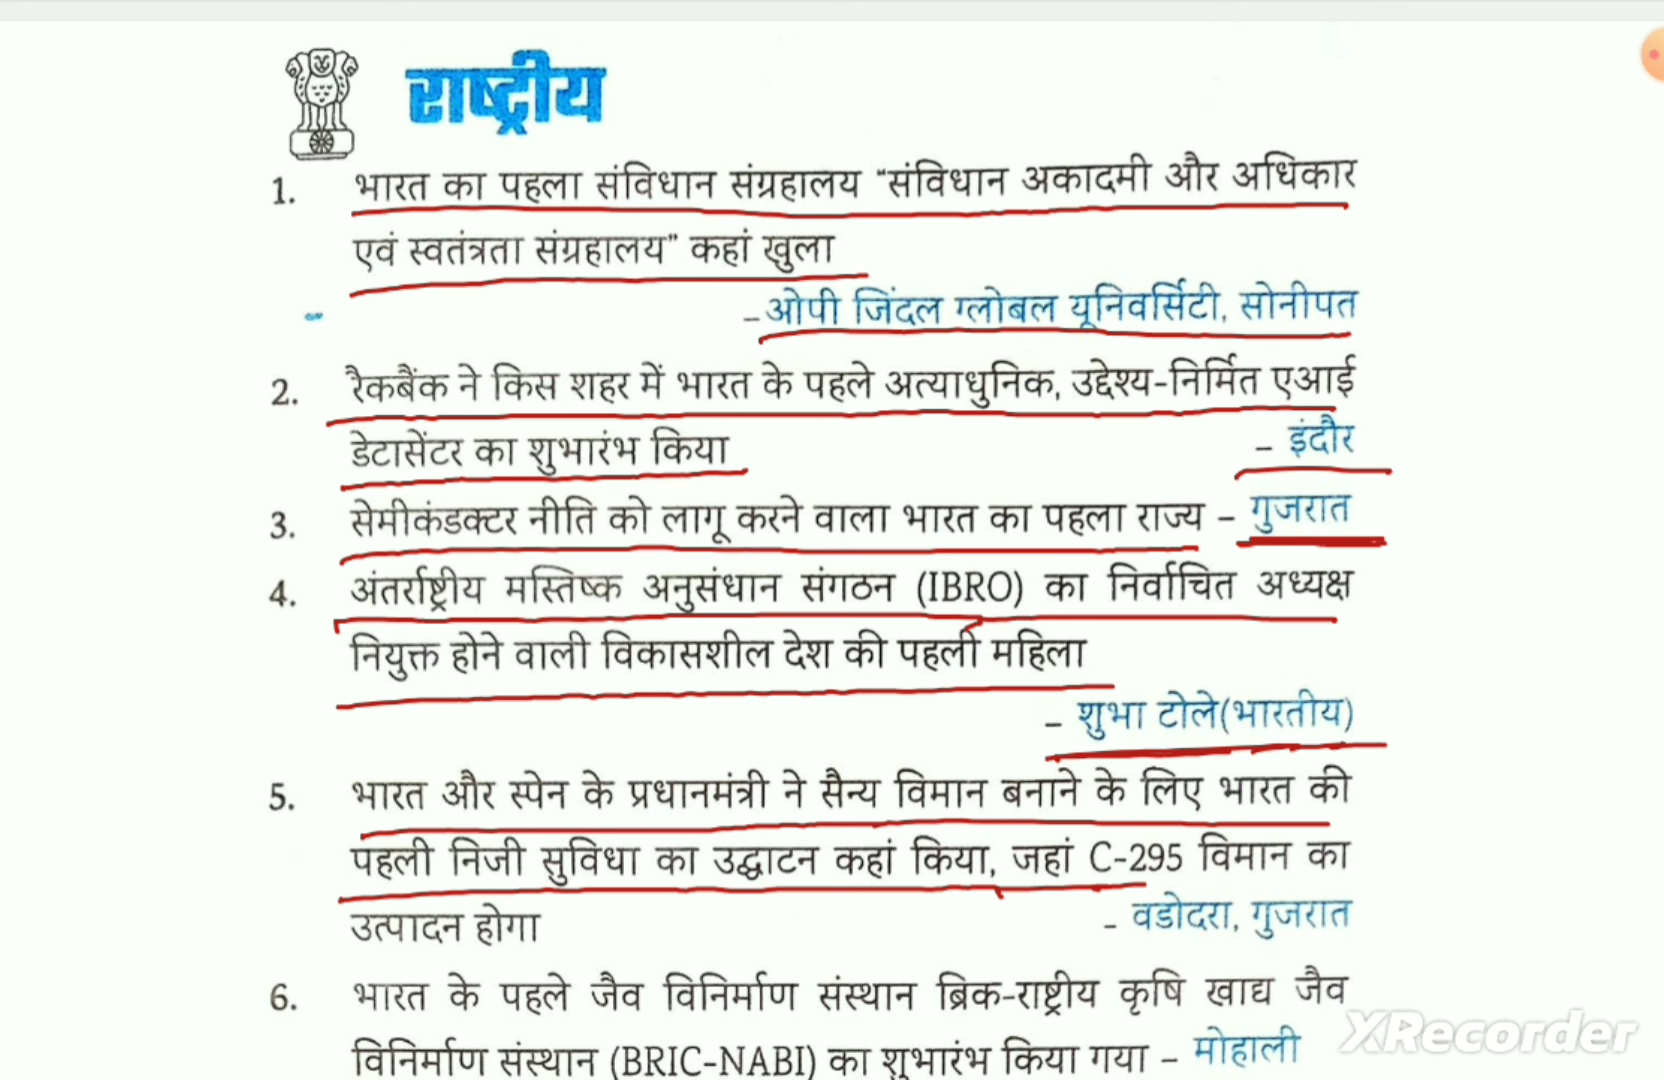 राष्ट्रीय
1. भारत का पहला संविधान संग्रहालय "संविधान अकादमी और अधिकार
एवं स्वतंत्रता संग्रहालय" कहां खुला
– ओपी जिंदल ग्लोबल यूनिवर्सिटी, सोनीपत
2. रैकबैंक ने किस शहर में भारत के पहले अत्याधुनिक, उद्देश्य-निर्मित एआई
डेटासेंटर का शुभारंभ किया – इंदौर
3. सेमीकंडक्टर नीति को लागू करने वाला भारत का पहला राज्य – गुजरात
4. अंतर्राष्ट्रीय मस्तिष्क अनुसंधान संगठन (IBRO) का निर्वाचित अध्यक्ष
नियुक्त होने वाली विकासशील देश की पहली महिला
– शुभा टोले(भारतीय)
5. भारत और स्पेन के प्रधानमंत्री ने सैन्य विमान बनाने के लिए भारत की
पहली निजी सुविधा का उद्घाटन कहां किया, जहां C-295 विमान का
उत्पादन होगा – वडोदरा, गुजरात
6. भारत के पहले जैव विनिर्माण संस्थान ब्रिक-राष्ट्रीय कृषि खाद्य जैव
विनिर्माण संस्थान (BRIC-NABI) का शुभारंभ किया गया – मोहाली
XRecorder